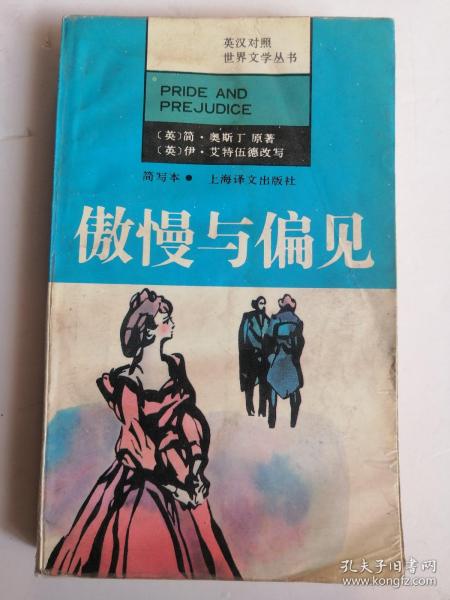 英汉对照
世界文学丛书
PRIDE AND
PREJUDICE
〔英〕简·奥斯丁 原著
〔英〕伊·艾特伍德改写
简写本● 上海译文出版社
傲慢与偏见
孔夫子旧书网
www.kongfz.com